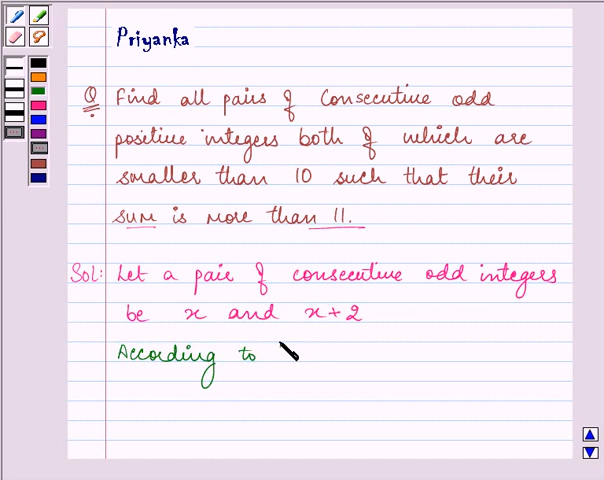 Priyanka
Q Find all pairs of consecutive odd
positive integers both of which are
smaller than 10 such that their
sum is more than 11.
Sol: Let a pair of consecutive odd integers
be x and x+2
According to